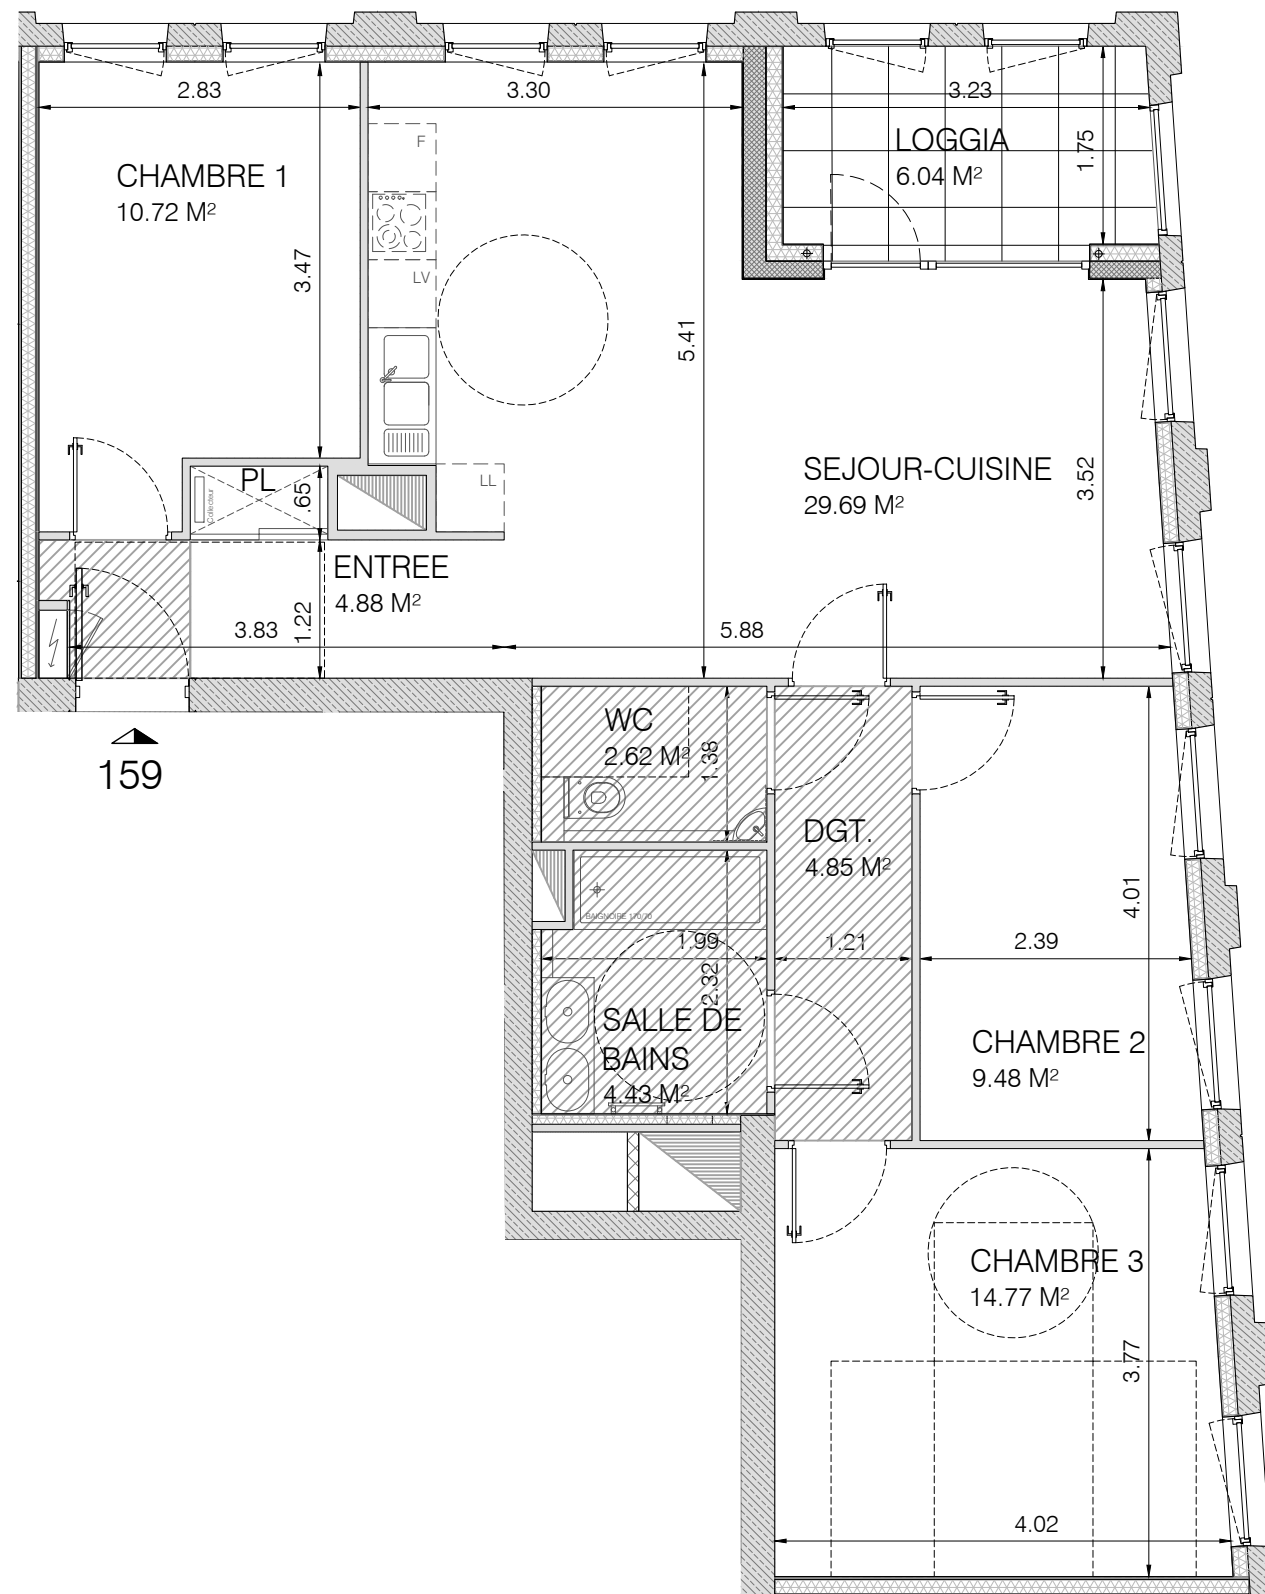 2.83
3.30
3.23
LOGGIA
6.04 M²
1.75
F
CHAMBRE 1
10.72 M²
3.47
LV
5.41
SEJOUR-CUISINE
29.69 M²
3.52
PL
Collecteur
.65
LL
ENTREE
4.88 M²
3.83
1.22
5.88
WC
2.62 M²
1.38
159
DGT.
4.85 M²
4.01
BAIGNOIRE 170/70
1.99
1.21
2.39
2.32
SALLE DE
BAINS
4.43 M²
CHAMBRE 2
9.48 M²
CHAMBRE 3
14.77 M²
3.77
4.02